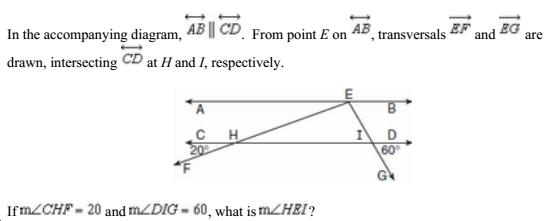 In the accompanying diagram, AB || CD. From point E on AB, transversals EF and EG are
drawn, intersecting CD at H and I, respectively.
E
A B
C H I D
20° 60°
F
G
If m∠CHF = 20 and m∠DIG = 60, what is m∠HEI?